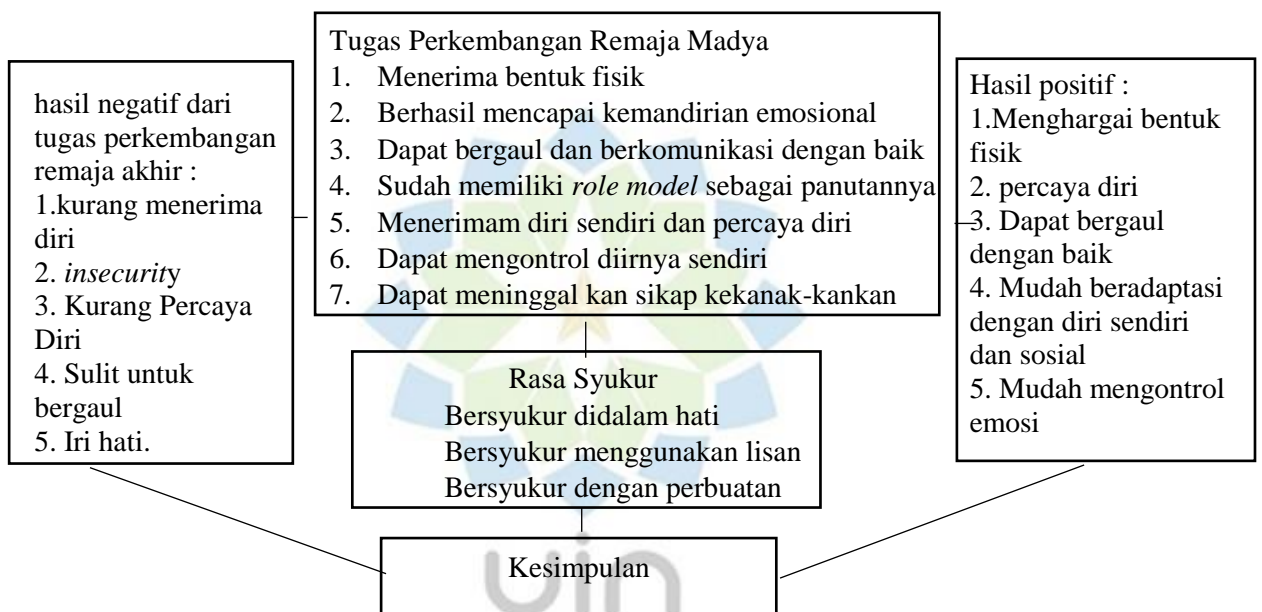 hasil negatif dari
tugas perkembangan
remaja akhir :
1.kurang menerima
diri
2. insecurity
3. Kurang Percaya
Diri
4. Sulit untuk
bergaul
5. Iri hati.
Tugas Perkembangan Remaja Madya
1. Menerima bentuk fisik
2. Berhasil mencapai kemandirian emosional
3. Dapat bergaul dan berkomunikasi dengan baik
4. Sudah memiliki role model sebagai panutannya
5. Menerimam diri sendiri dan percaya diri
6. Dapat mengontrol diirnya sendiri
7. Dapat meninggal kan sikap kekanak-kankan
Hasil positif :
1.Menghargai bentuk
fisik
2. percaya diri
3. Dapat bergaul
dengan baik
4. Mudah beradaptasi
dengan diri sendiri
dan sosial
5. Mudah mengontrol
emosi
Rasa Syukur
Bersyukur didalam hati
Bersyukur menggunakan lisan
Bersyukur dengan perbuatan
Kesimpulan
uin